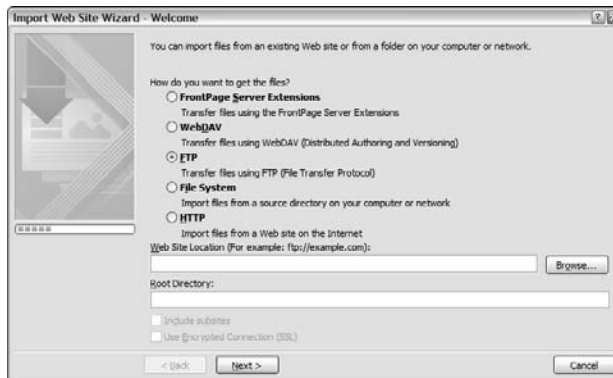 Import Web Site Wizard - Welcome
You can import files from an existing Web site or from a folder on your computer or network.
How do you want to get the files?
FrontPage Server Extensions
Transfer files using the FrontPage Server Extensions
WebDAV
Transfer files using WebDAV (Distributed Authoring and Versioning)
FTP
Transfer files using FTP (File Transfer Protocol)
File System
Import files from a source directory on your computer or network
HTTP
Import files from a Web site on the Internet
Web Site Location (For example: ftp://example.com):
Browse...
Root Directory:
Include subsites
Use Encrypted Connection (SSL)
< Back Next > Cancel